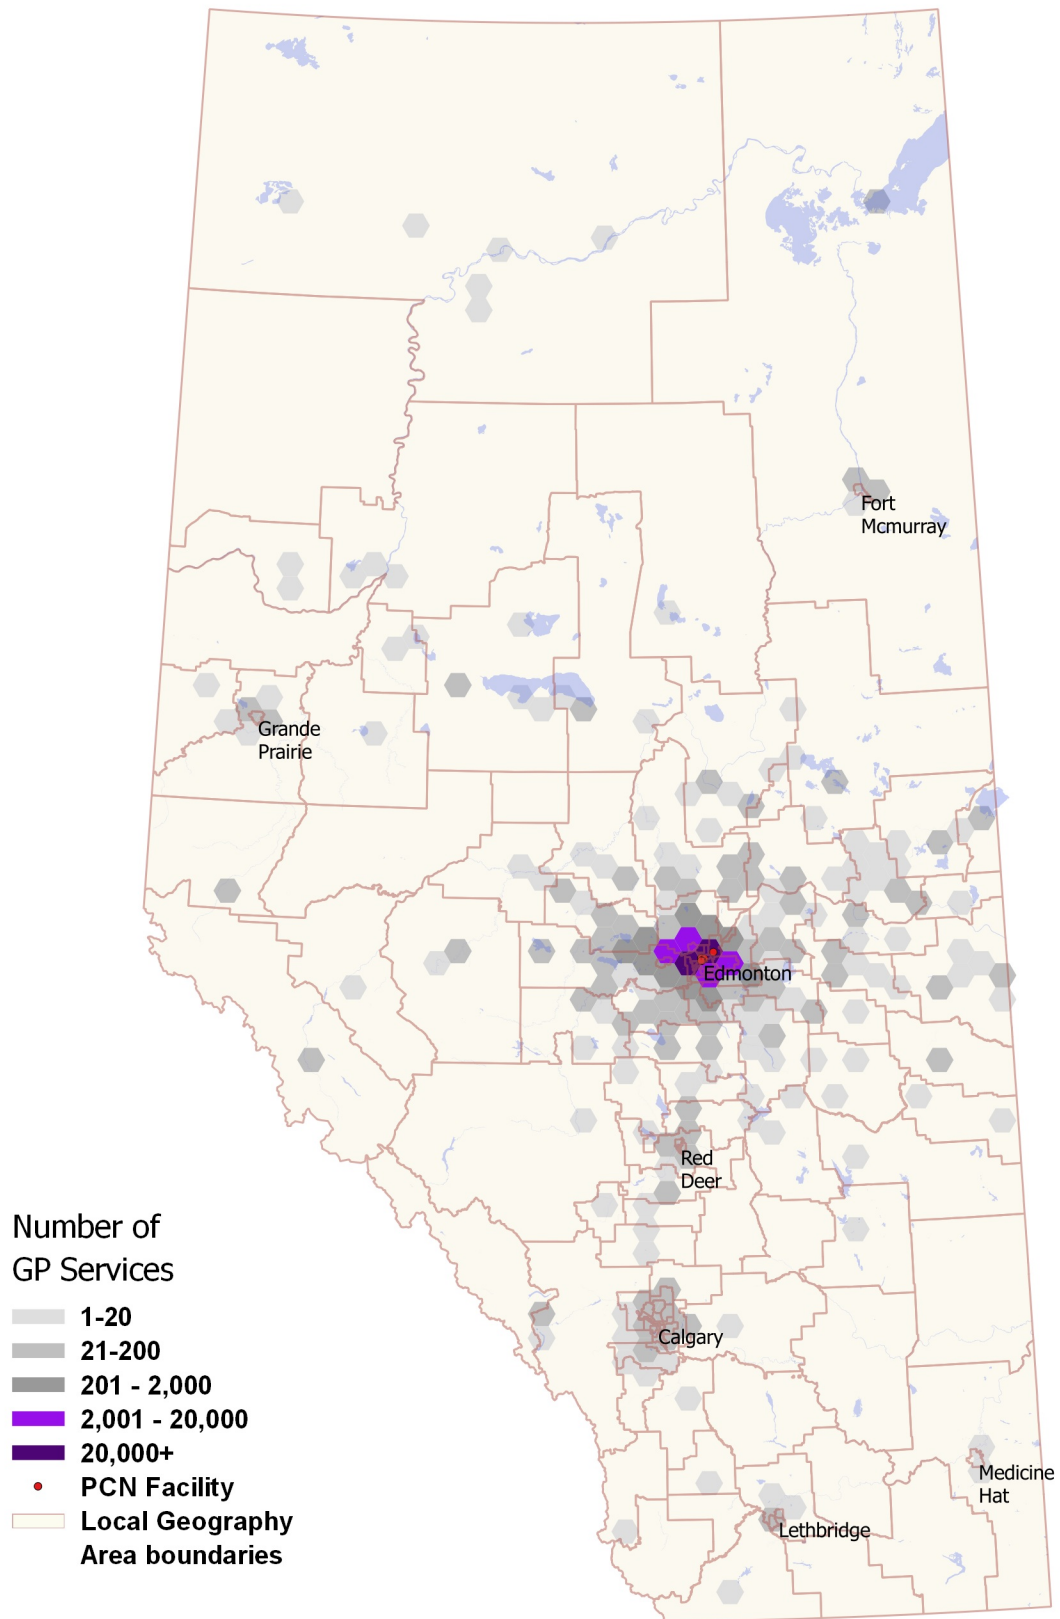 Fort
Mcmurray
Grande
Prairie
Edmonton
Red
Deer
Number of
GP Services
1-20
21-200
201 - 2,000
2,001 - 20,000
20,000+
PCN Facility
Local Geography
Area boundaries
Calgary
Medicine
Hat
Lethbridge